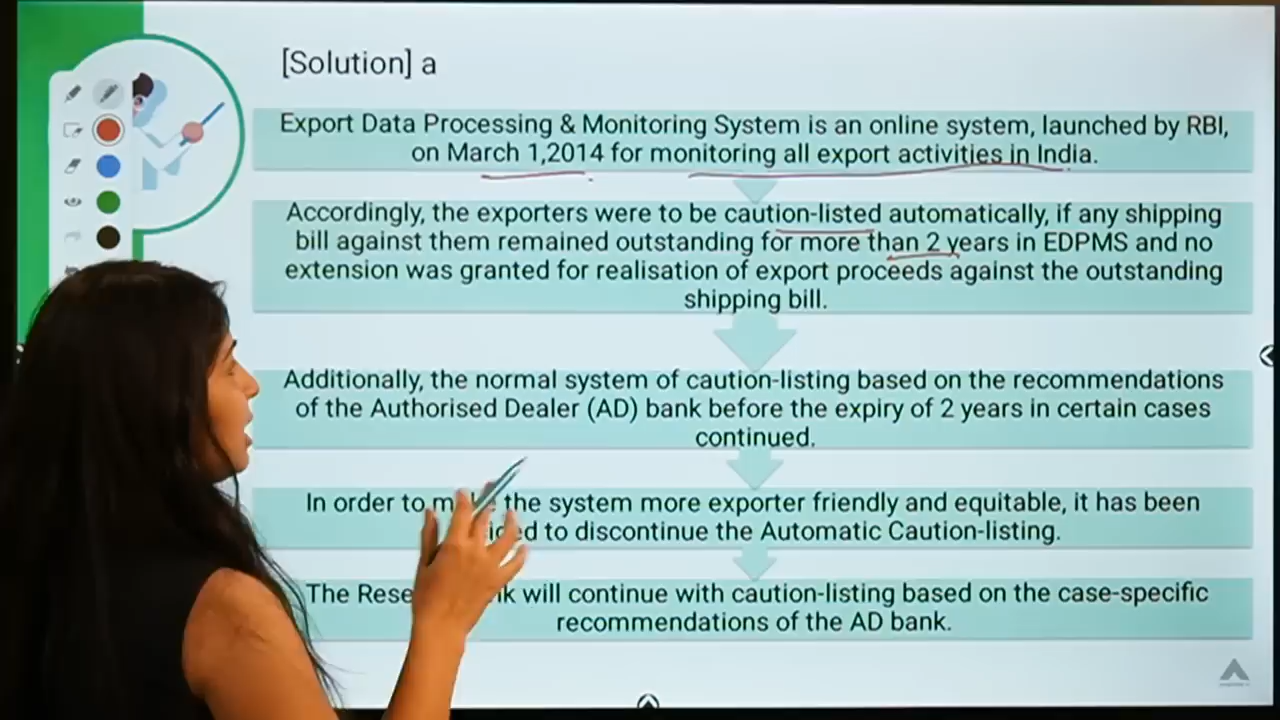 [Solution] a
Export Data Processing & Monitoring System is an online system, launched by RBI,
on March 1,2014 for monitoring all export activities in India.
Accordingly, the exporters were to be caution-listed automatically, if any shipping
bill against them remained outstanding for more than 2 years in EDPMS and no
extension was granted for realisation of export proceeds against the outstanding
shipping bill.
Additionally, the normal system of caution-listing based on the recommendations
of the Authorised Dealer (AD) bank before the expiry of 2 years in certain cases
continued.
In order to the system more exporter friendly and equitable, it has been
to discontinue the Automatic Caution-listing.
The will continue with caution-listing based on the case-specific
recommendations of the AD bank.